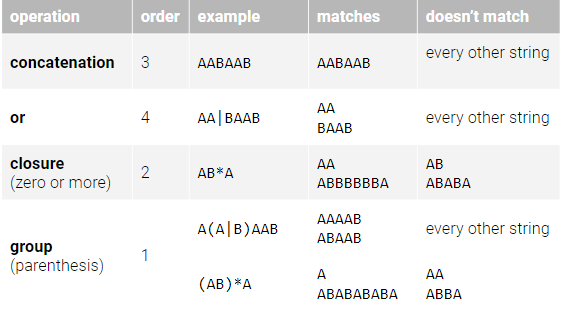 operation order example matches doesn't match
concatenation 3 AABAAB AABAAB every other string
or 4 AA|BAAB AA
BAAB every other string
closure
(zero or more) 2 AB*A AA
ABBBBBBA AB
ABABA
group
(parenthesis) 1 A(A|B)AAB AAAAB
ABAAB every other string
(AB)*A A
ABABABABA AA
ABBA